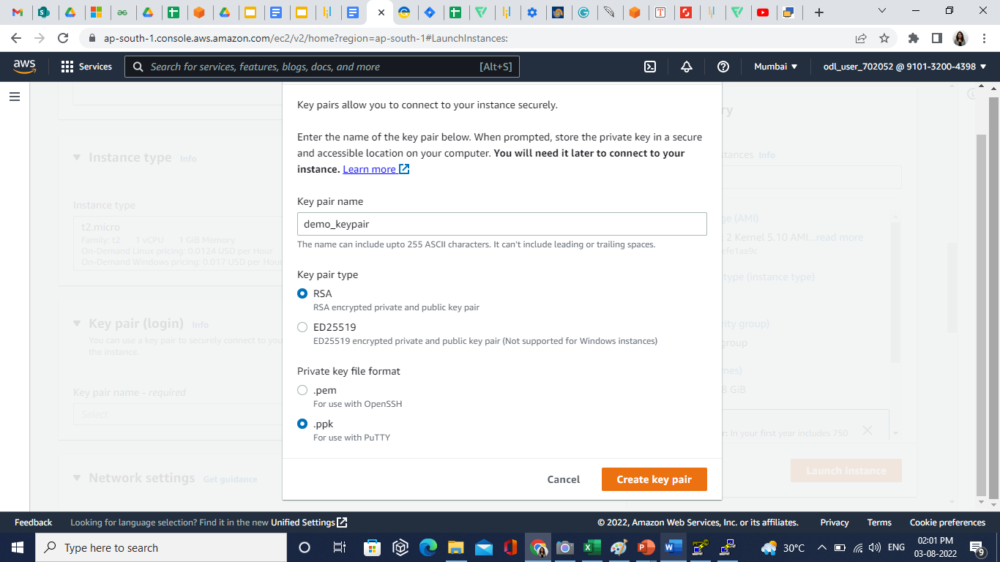 ap-south-1.console.aws.amazon.com/ec2/v2/home?region=ap-south-1#LaunchInstances:
aws
Services
Search for services, features, blogs, docs, and more
[Alt+S]
Mumbai
odl_user_702052 @ 9101-3200-4398
Key pairs allow you to connect to your instance securely.
Enter the name of the key pair below. When prompted, store the private key in a secure
and accessible location on your computer. You will need it later to connect to your
instance. Learn more
Key pair name
demo_keypair
The name can include upto 255 ASCII characters. It can't include leading or trailing spaces.
Key pair type
RSA
RSA encrypted private and public key pair
ED25519
ED25519 encrypted private and public key pair (Not supported for Windows instances)
Private key file format
.pem
For use with OpenSSH
.ppk
For use with PuTTY
Cancel
Create key pair
Instance type Info
Instance type
t2.micro
Family: t2 1 vCPU 1 GiB Memory
On-Demand Linux pricing: 0.0124 USD per Hour
On-Demand Windows pricing: 0.017 USD per Hour
Key pair (login) Info
You can use a key pair to securely connect to you
the instance.
Key pair name - required
Select
Network settings Get guidance
ry
stances Info
ge (AMI)
2 Kernel 5.10 AMI...read more
efe1aa9c
type (instance type)
rity group)
group
mes)
8 GiB
r: In your first year includes 750
Launch instance
Feedback
Looking for language selection? Find it in the new Unified Settings
© 2022, Amazon Web Services, Inc. or its affiliates.
Privacy
Terms
Cookie preferences
Type here to search
30°C
ENG
02:01 PM
03-08-2022
9